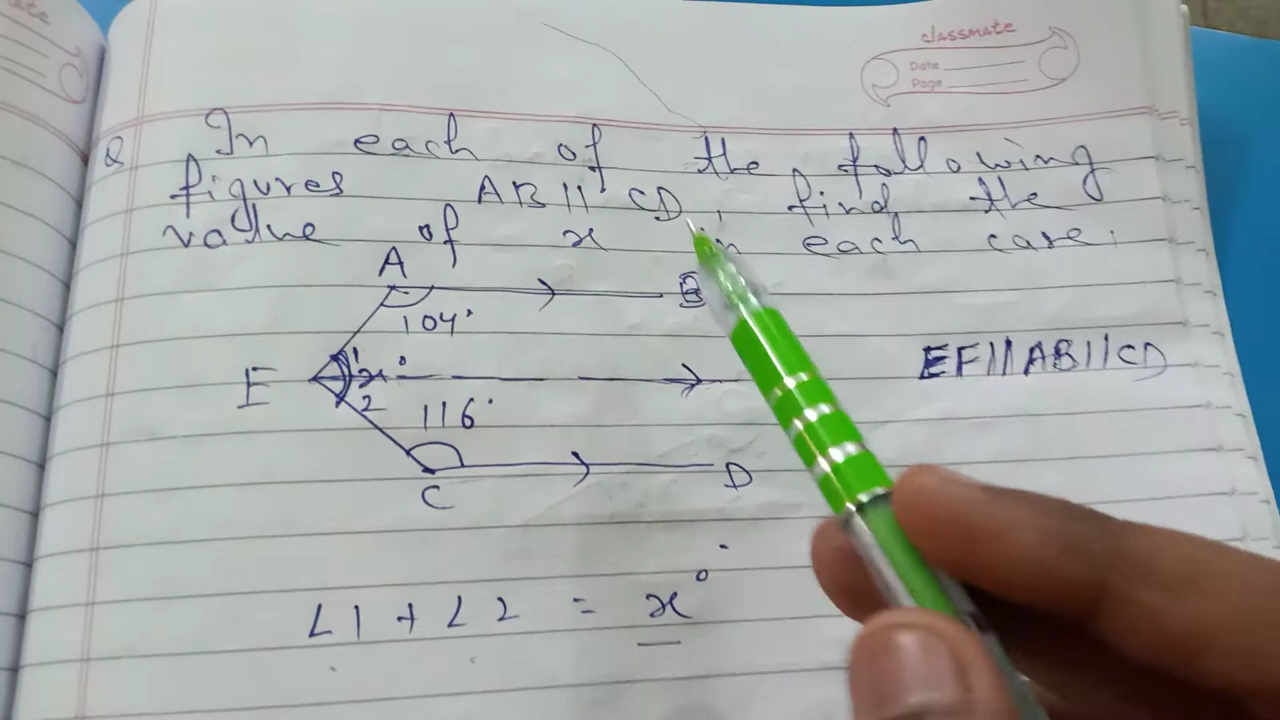 classmate
Date
Page
Q In each of the following
figures AB || CD, find the
value of x in each case.
A
B
104°
E
1
x°
2
EF || AB || CD
116°
C
D
∠1 + ∠2 = x°